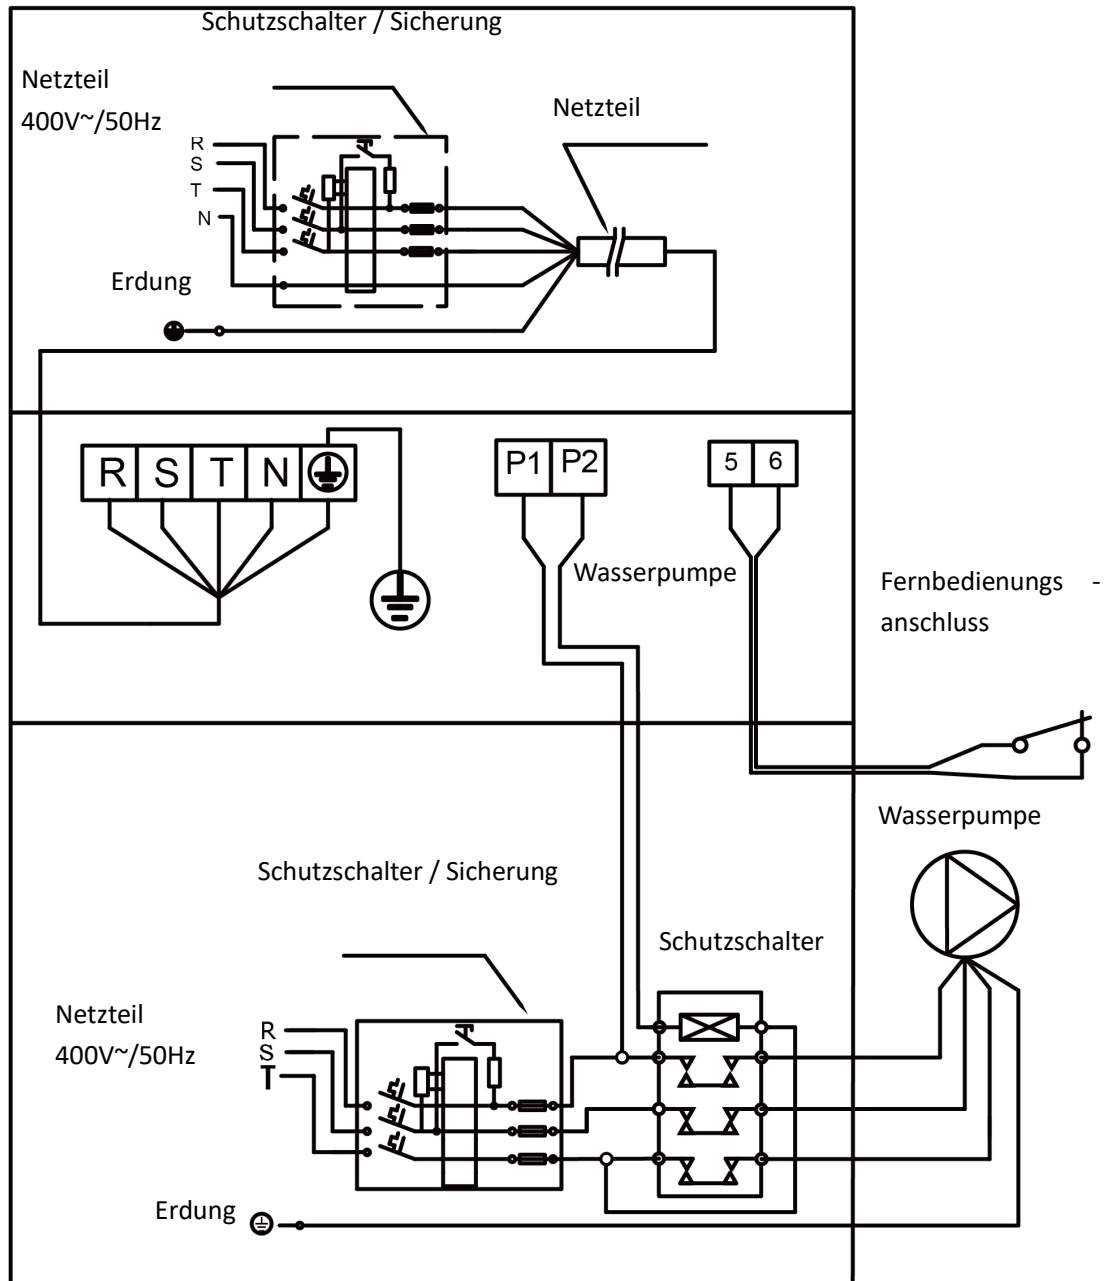 Schutzschalter / Sicherung
Netzteil
400V~/50Hz
Netzteil
R
S
T
N
Erdung
R S T N
P1 P2
5 6
Wasserpumpe
Fernbedienungs -
anschluss
Wasserpumpe
Schutzschalter / Sicherung
Schutzschalter
Netzteil
400V~/50Hz
R
S
T
Erdung